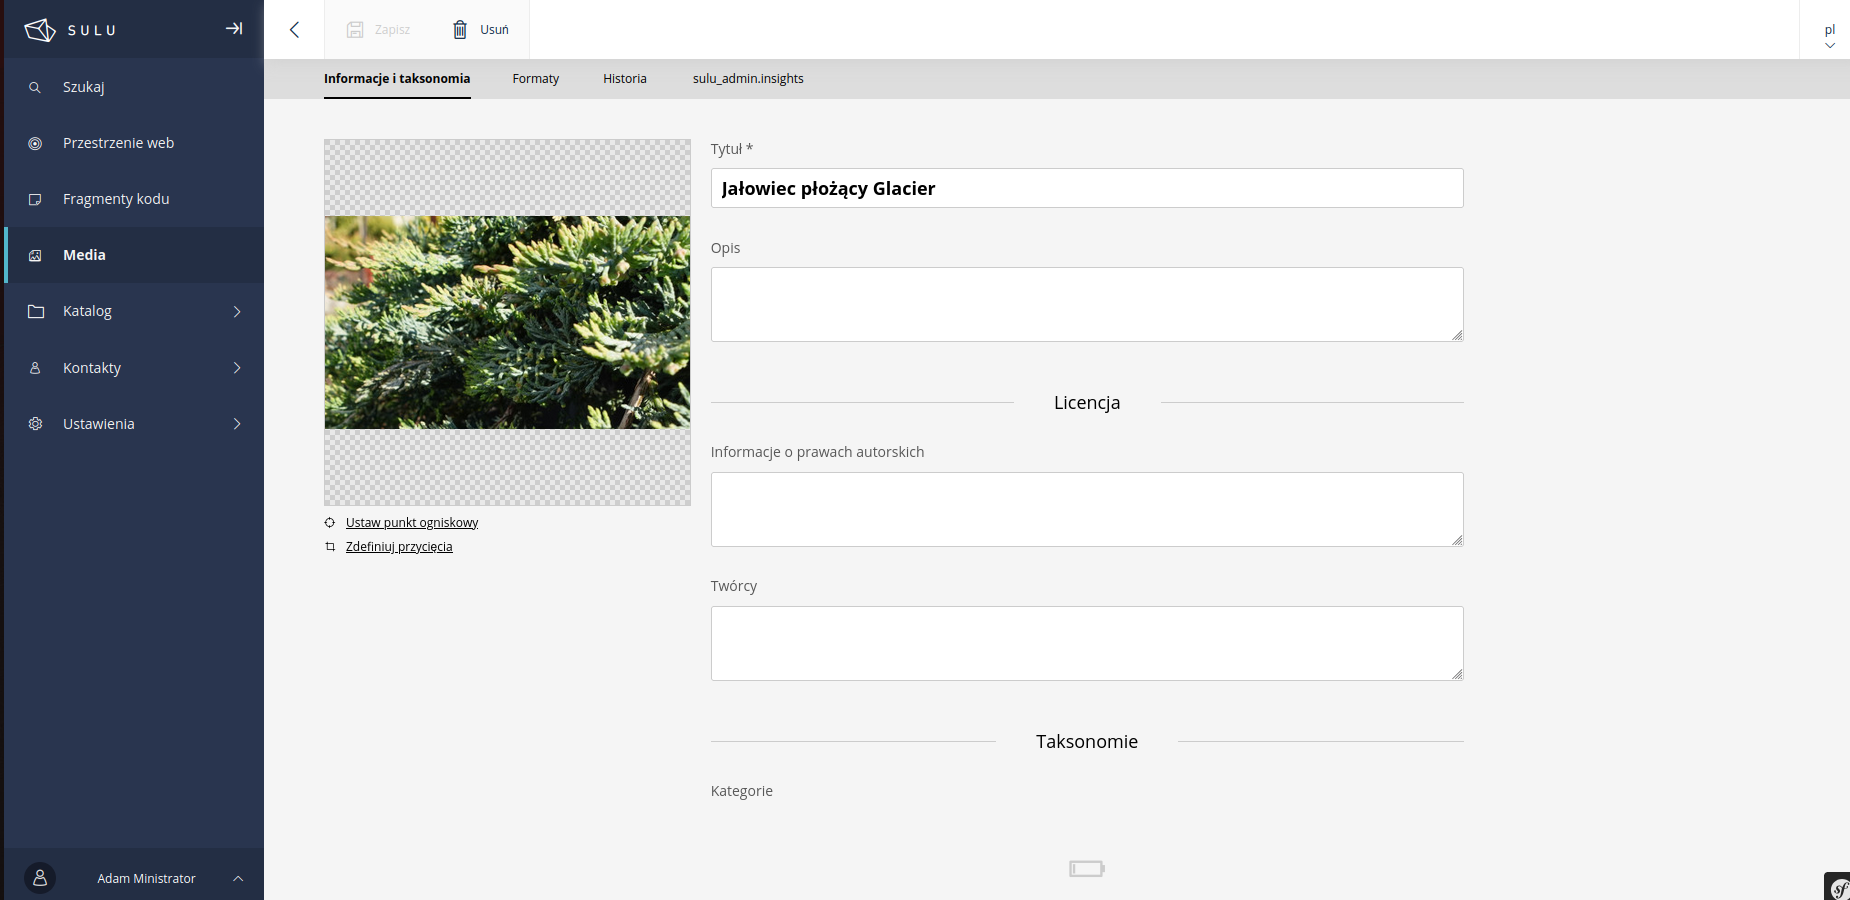 SULU
Szukaj
Przestrzenie web
Fragmenty kodu
Media
Katalog
Kontakty
Ustawienia
Adam Ministrator
Zapisz
Usuń
pl
Informacje i taksonomia
Formaty
Historia
sulu_admin.insights
Ustaw punkt ogniskowy
Zdefiniuj przycięcia
Tytuł *
Jałowiec płożący Glacier
Opis
Licencja
Informacje o prawach autorskich
Twórcy
Taksonomie
Kategorie
sf